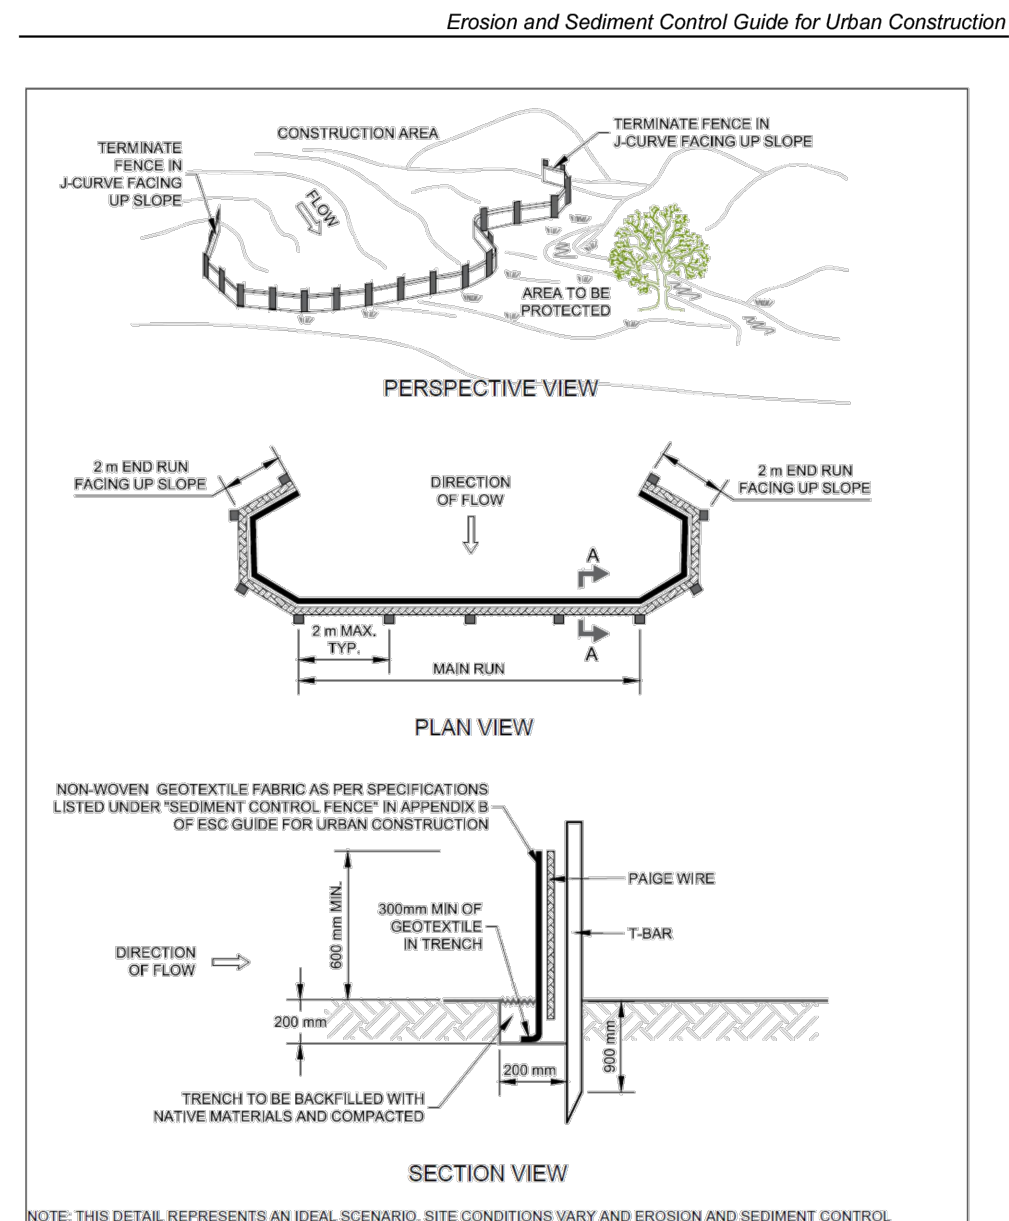 Erosion and Sediment Control Guide for Urban Construction
CONSTRUCTION AREA
TERMINATE FENCE IN
J-CURVE FACING UP SLOPE
TERMINATE
FENCE IN
J-CURVE FACING
UP SLOPE
FLOW
AREA TO BE
PROTECTED
PERSPECTIVE VIEW
2 m END RUN
FACING UP SLOPE
DIRECTION
OF FLOW
2 m END RUN
FACING UP SLOPE
A
2 m MAX.
TYP.
A
MAIN RUN
PLAN VIEW
NON-WOVEN GEOTEXTILE FABRIC AS PER SPECIFICATIONS
LISTED UNDER "SEDIMENT CONTROL FENCE" IN APPENDIX B
OF ESC GUIDE FOR URBAN CONSTRUCTION
600 mm MIN.
300mm MIN OF
GEOTEXTILE
IN TRENCH
PAIGE WIRE
T-BAR
DIRECTION
OF FLOW
200 mm
900 mm
200 mm
TRENCH TO BE BACKFILLED WITH
NATIVE MATERIALS AND COMPACTED
SECTION VIEW
NOTE: THIS DETAIL REPRESENTS AN IDEAL SCENARIO. SITE CONDITIONS VARY AND EROSION AND SEDIMENT CONTROL